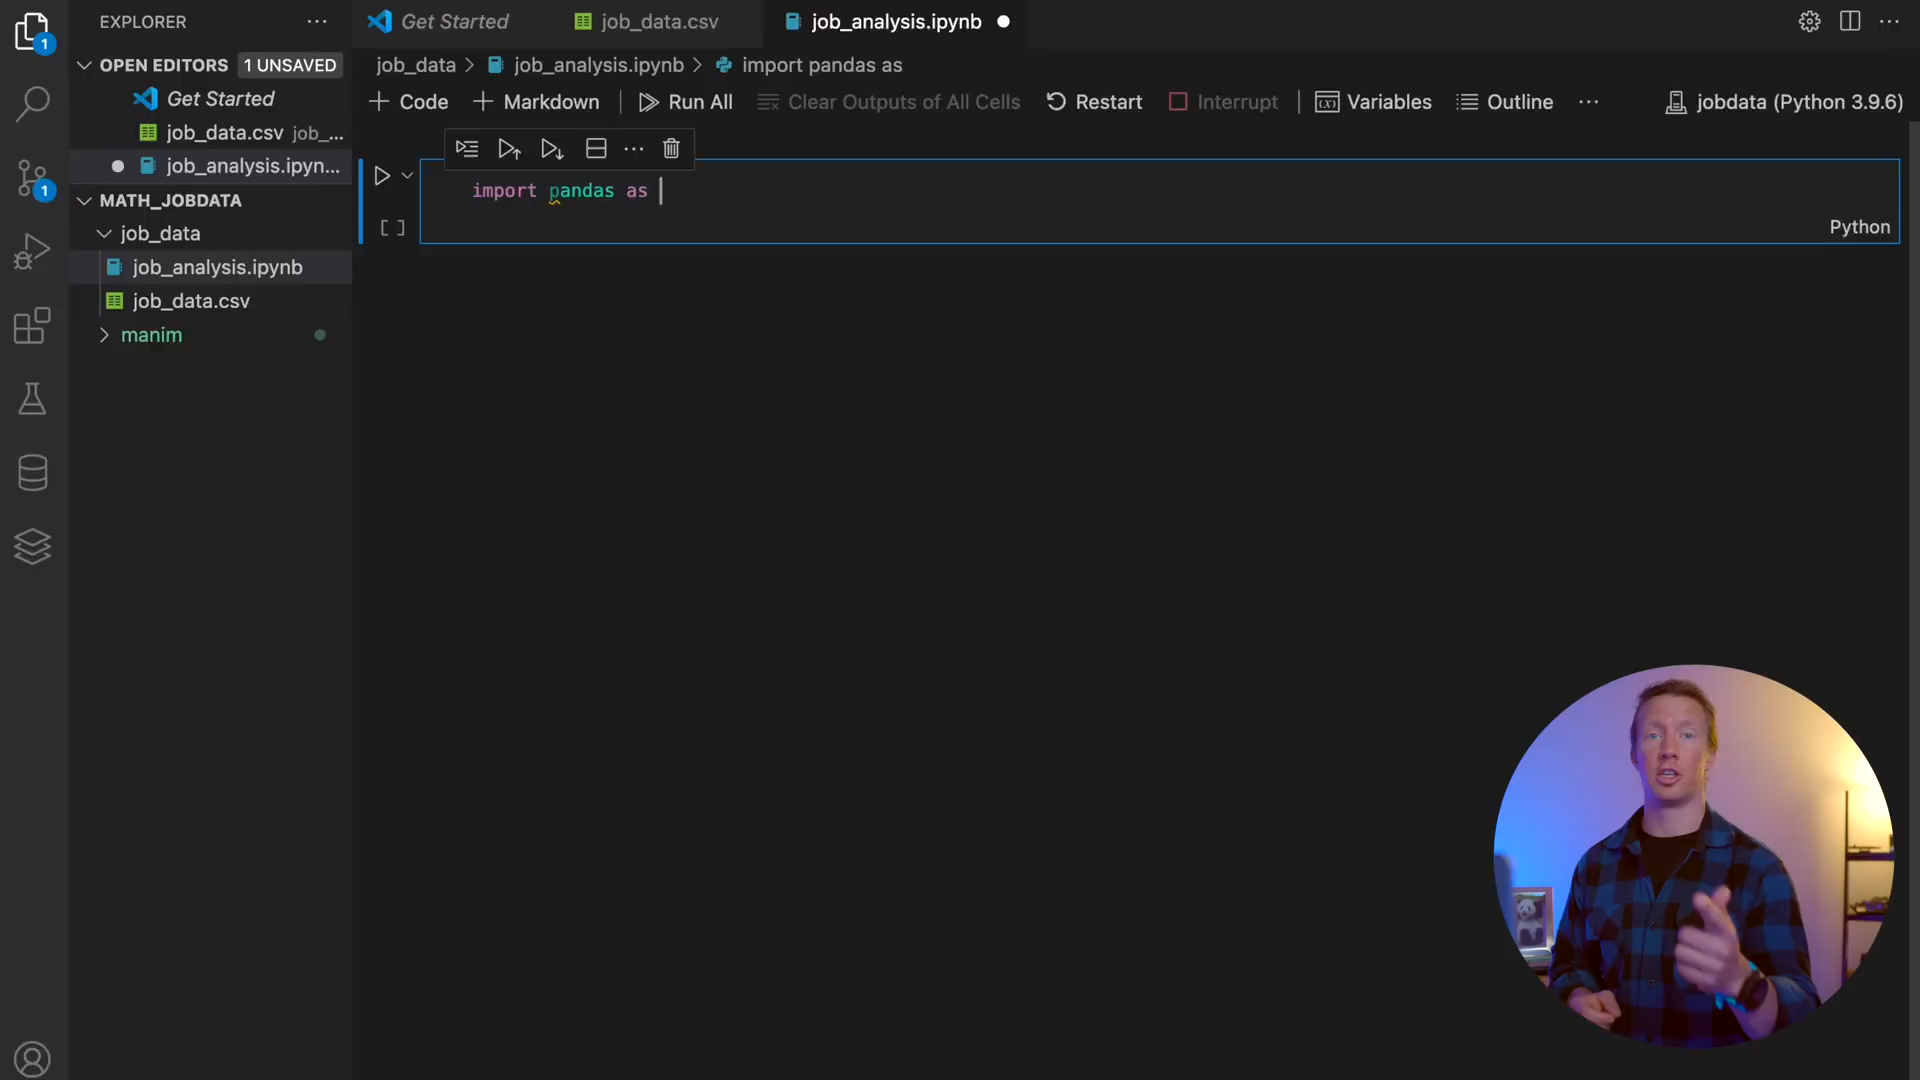 EXPLORER
Get Started
job_data.csv
job_analysis.ipynb
1
OPEN EDITORS
1 UNSAVED
Get Started
job_data.csv job_...
job_analysis.ipyn...
1
MATH_JOBDATA
job_data
job_analysis.ipynb
job_data.csv
manim
job_data > job_analysis.ipynb > import pandas as
Code
Markdown
Run All
Clear Outputs of All Cells
Restart
Interrupt
Variables
Outline
jobdata (Python 3.9.6)
import pandas as
[ ]
Python